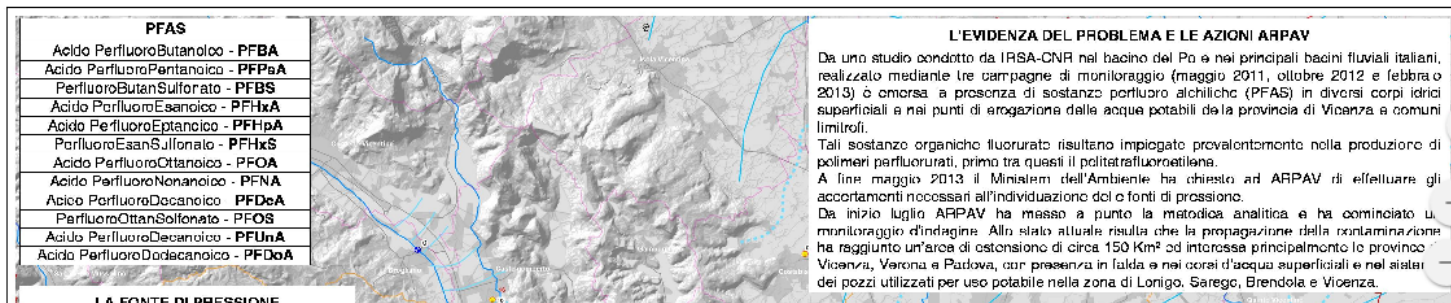 PFAS
Acido PerfluoroButanoico - PFBA
Acido PerfluoroPentanoico - PFPeA
PerfluoroButanSulfonato - PFBS
Acido PerfluoroEsanoico - PFHxA
Acido PerfluoroEptanoico - PFHpA
PerfluoroEsanSulfonato - PFHxS
Acido PerfluoroOttanoico - PFOA
Acido PerfluoroNonanoico - PFNA
Acido PerfluoroDecanoico - PFDeA
PerfluoroOttanSolfonato - PFOS
Acido PerfluoroDecanoico - PFUnA
Acido PerfluoroDodecanoico - PFDoA
LA FONTE DI PRESSIONE
L'EVIDENZA DEL PROBLEMA E LE AZIONI ARPAV
Da uno studio condotto da IRSA-CNR nel bacino del Po e nei principali bacini fluviali italiani,
realizzato mediante tre campagne di monitoraggio (maggio 2011, ottobre 2012 e febbraio
2013) è emersa a presenza di sostanze perfluoro alchiliche (PFAS) in diversi corpi idrici
superficiali e nei punti di erogazione delle acque potabili della provincia di Vicenza e comuni
limitrofi.
Tali sostanze organiche fluorurate risultano impiegate prevalentemente nella produzione di
polimeri perfluorurati, primo tra questi il politetrafluoroetilene.
A fine maggio 2013 il Ministero dell'Ambiente ha chiesto ad ARPAV di effettuare gli
accertamenti necessari all'individuazione delle fonti di pressione.
Da inizio luglio ARPAV ha messo a punto la metodica analitica e ha cominciato un
monitoraggio d'indagine. Allo stato attuale risulta che la propagazione della contaminazione
ha raggiunto un'area di estensione di circa 150 Km² ed interessa principalmente le province
Vicenza, Verona e Padova, con presenza in falda e nei corsi d'acqua superficiali e nel
dei pozzi utilizzati per uso potabile nella zona di Lonigo, Sarego, Brendola e Vicenza.